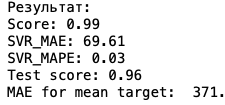 Результат:
Score: 0.99
SVR_MAE: 69.61
SVR_MAPE: 0.03
Test score: 0.96
MAE for mean target:  371.